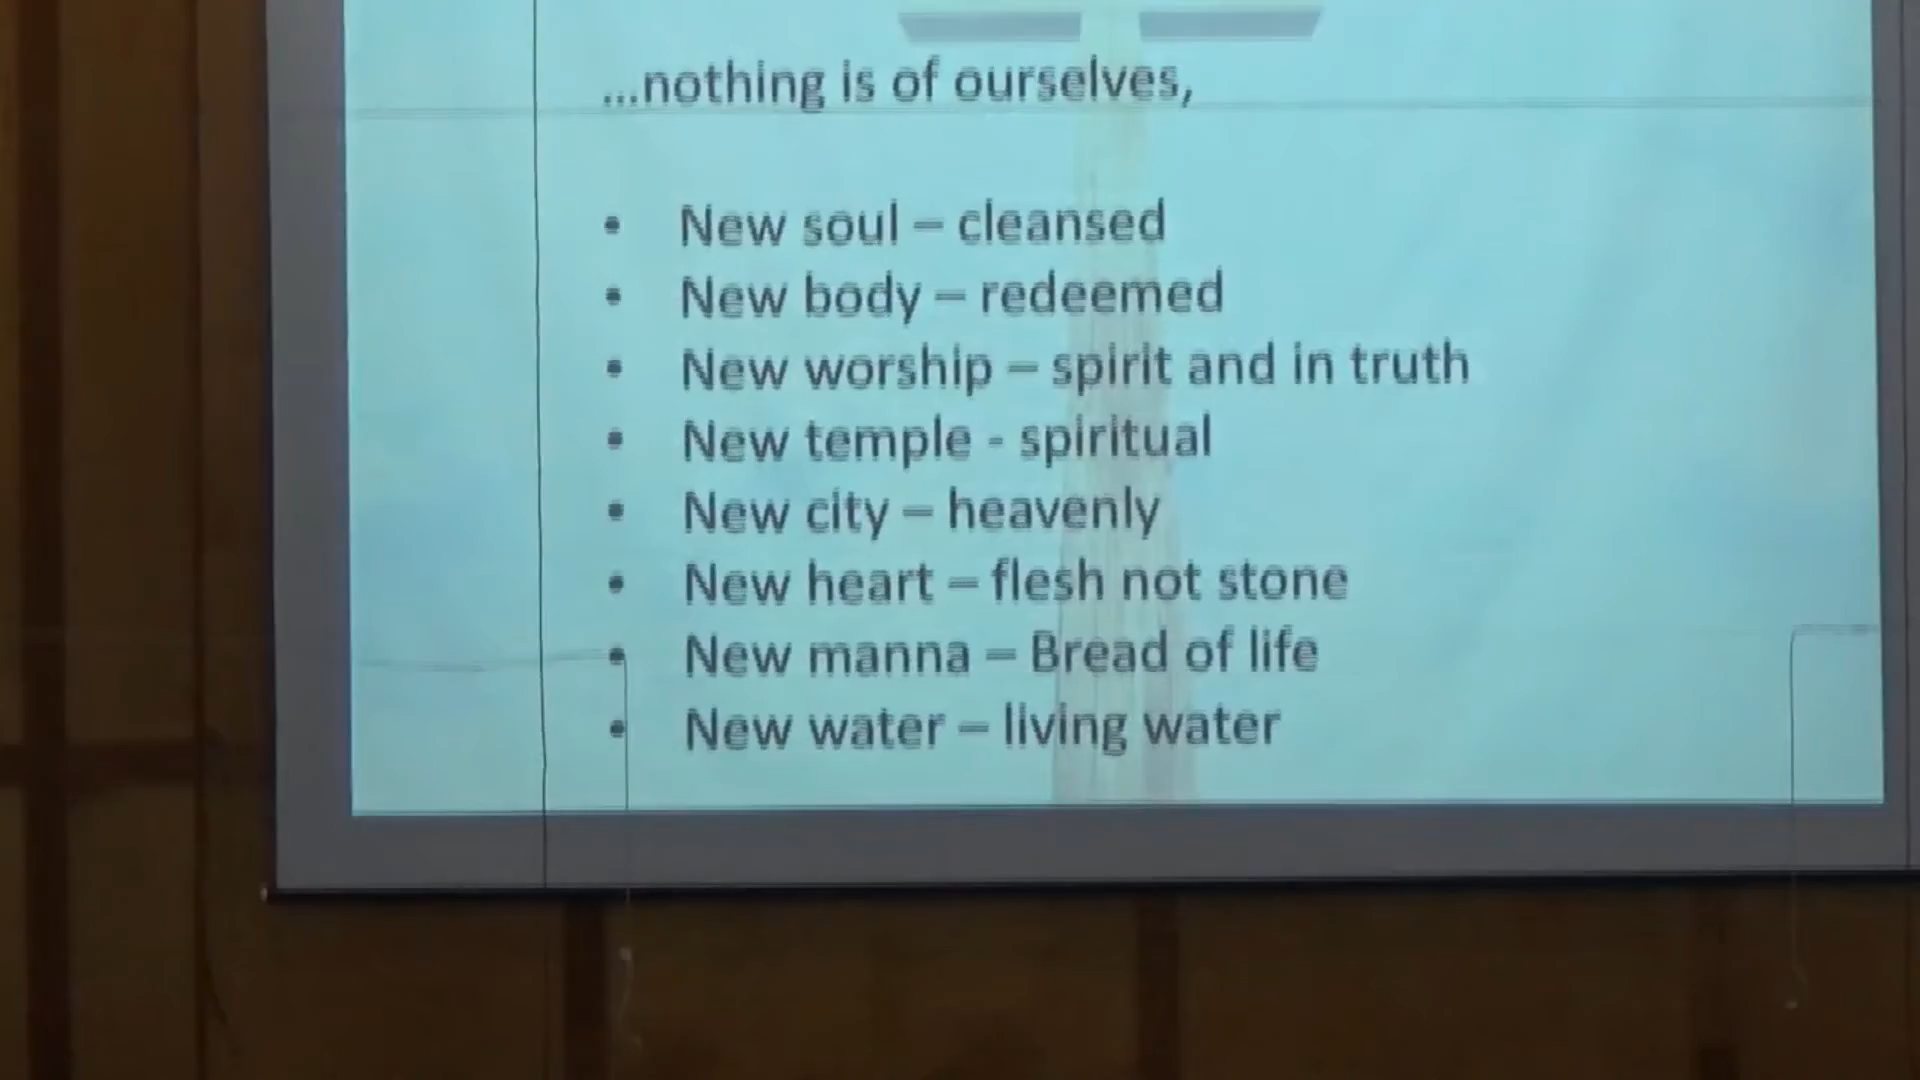 ...nothing is of ourselves,
• New soul – cleansed
• New body – redeemed
• New worship – spirit and in truth
• New temple - spiritual
• New city – heavenly
• New heart – flesh not stone
• New manna – Bread of life
• New water – living water